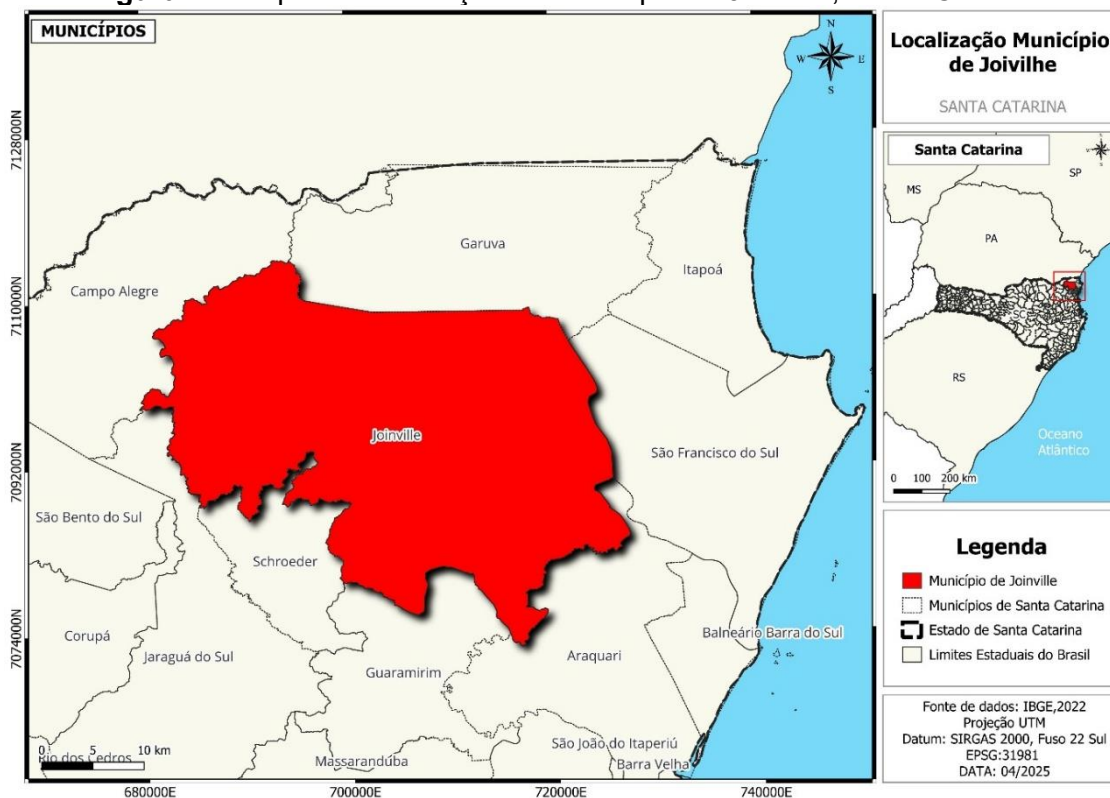 MUNICÍPIOS
N
W E
S
Localização Município
de Joivilhe
SANTA CATARINA
Santa Catarina
MS
SP
PA
SC
RS
Oceano
Atlântico
0 100 200 km
Legenda
Município de Joinville
Municípios de Santa Catarina
Estado de Santa Catarina
Limites Estaduais do Brasil
Fonte de dados: IBGE,2022
Projeção UTM
Datum: SIRGAS 2000, Fuso 22 Sul
EPSG:31981
DATA: 04/2025
7128000N
7110000N
7092000N
7074000N
Garuva
Itapoá
Campo Alegre
Joinville
São Francisco do Sul
São Bento do Sul
Schroeder
Corupá
Jaraguá do Sul
Balneário Barra do Sul
Araquari
Guaramirim
São João do Itaperiú
Barra Velha
Massarandúba
Rio dos Cedros
0 5 10 km
680000E
700000E
720000E
740000E